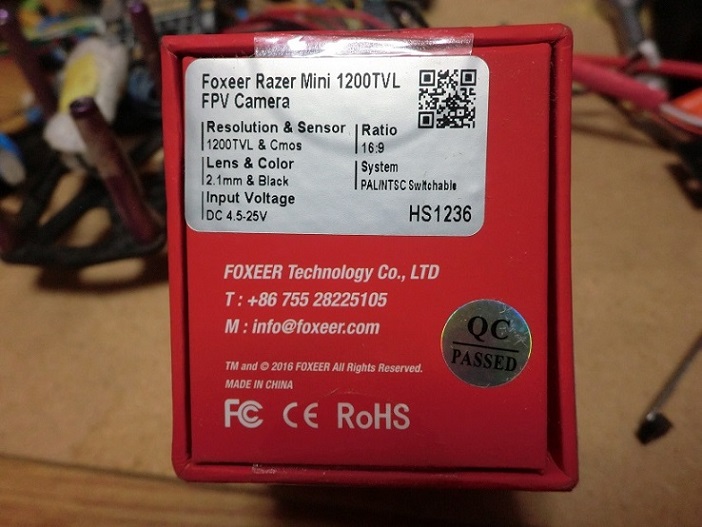 Foxeer Razer Mini 1200TVL
FPV Camera
Resolution & Sensor
1200TVL & Cmos
Ratio
16:9
Lens & Color
2.1mm & Black
System
PAL/NTSC Switchable
Input Voltage
DC 4.5-25V
HS1236
FOXEER Technology Co., LTD
T : +86 755 28225105
M : info@foxeer.com
QC
PASSED
TM and © 2016 FOXEER All Rights Reserved.
MADE IN CHINA
FC CE RoHS